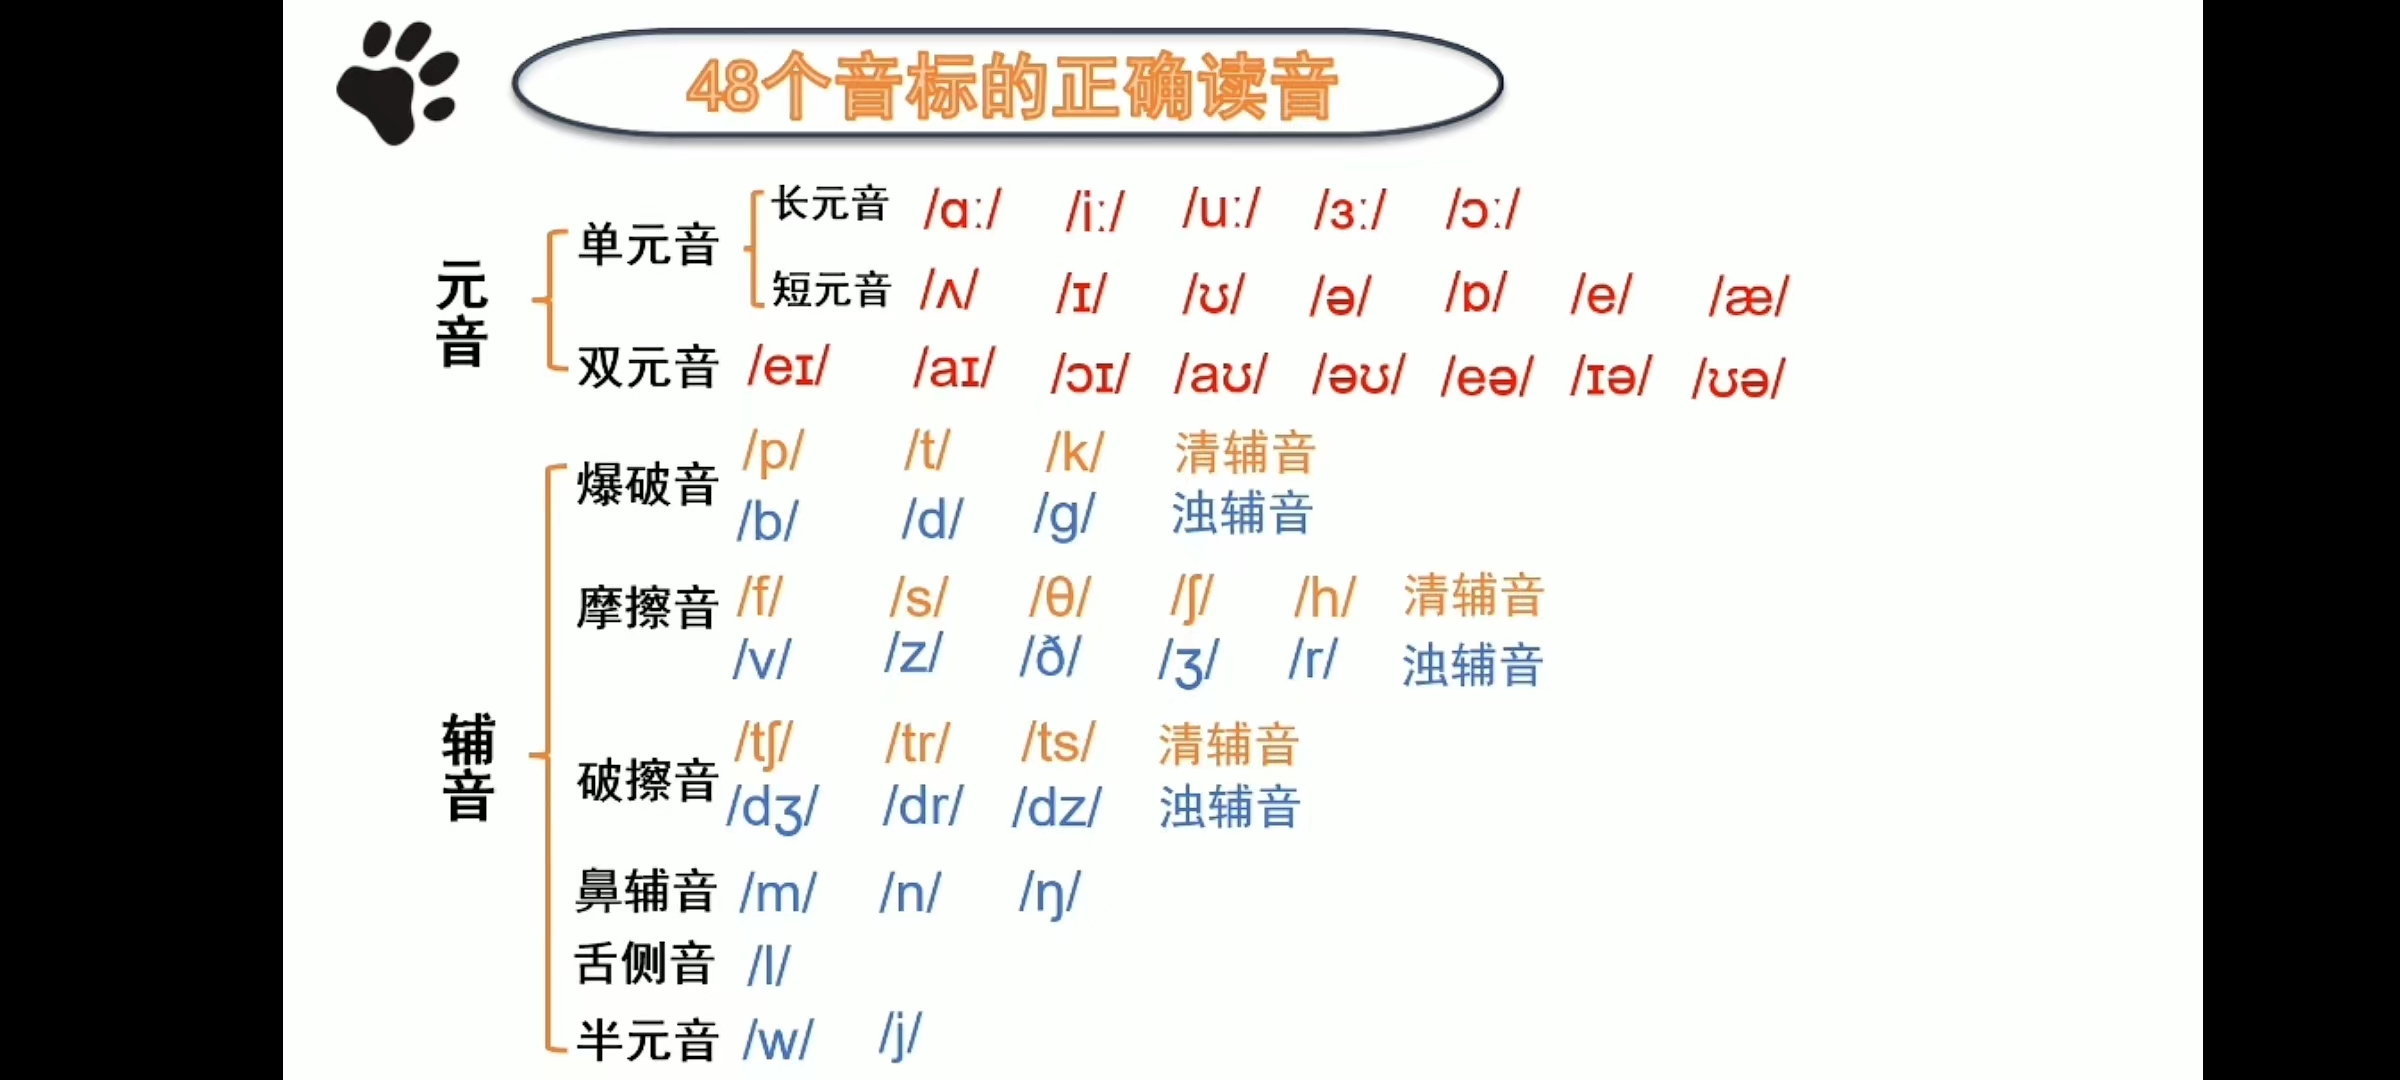 48个音标的正确读音
元音
单元音
长元音 /ɑː/ /iː/ /uː/ /ɜː/ /ɔː/
短元音 /ʌ/ /ɪ/ /ʊ/ /ə/ /ɒ/ /e/ /æ/
双元音 /eɪ/ /aɪ/ /ɔɪ/ /aʊ/ /əʊ/ /eə/ /ɪə/ /ʊə/
辅音
爆破音 /p/ /t/ /k/ 清辅音
/b/ /d/ /g/ 浊辅音
摩擦音 /f/ /s/ /θ/ /ʃ/ /h/ 清辅音
/v/ /z/ /ð/ /ʒ/ /r/ 浊辅音
破擦音 /tʃ/ /tr/ /ts/ 清辅音
/dʒ/ /dr/ /dz/ 浊辅音
鼻辅音 /m/ /n/ /ŋ/
舌侧音 /l/
半元音 /w/ /j/